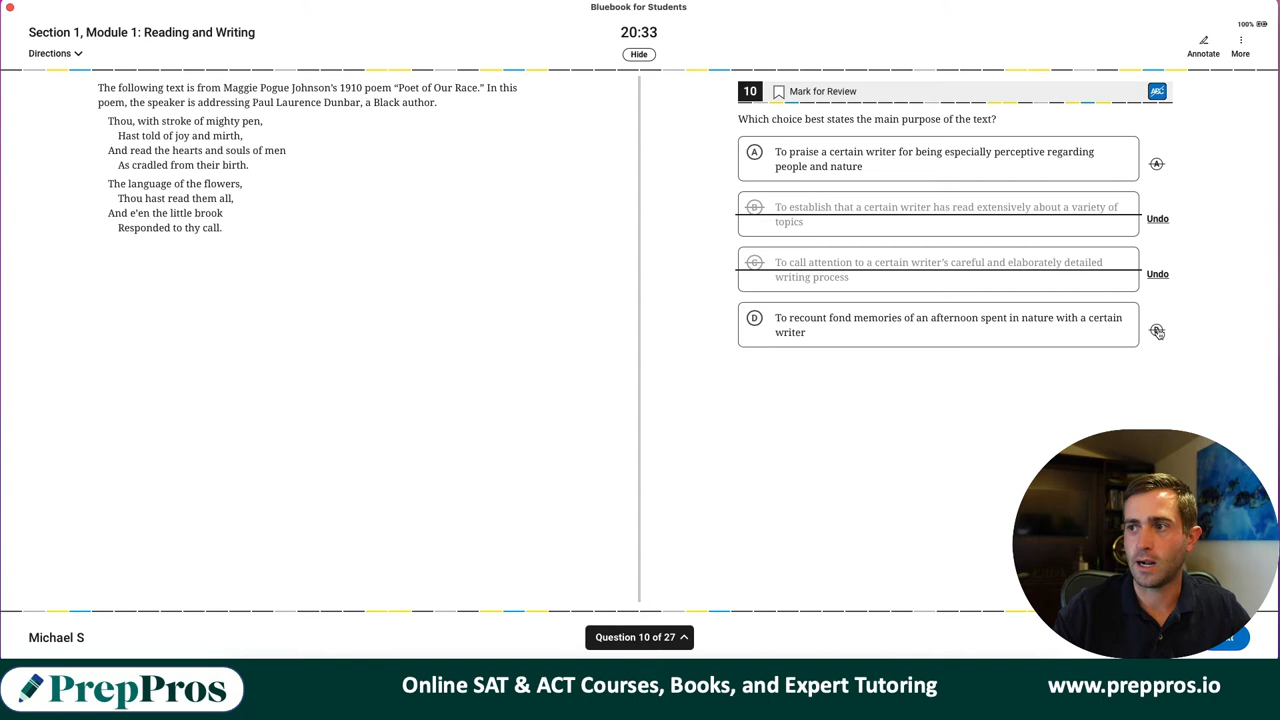 Bluebook for Students
Section 1, Module 1: Reading and Writing
20:33
100%
Directions
Hide
Annotate
More
The following text is from Maggie Pogue Johnson's 1910 poem “Poet of Our Race.” In this
poem, the speaker is addressing Paul Laurence Dunbar, a Black author.
Thou, with stroke of mighty pen,
Hast told of joy and mirth,
And read the hearts and souls of men
As cradled from their birth.
The language of the flowers,
Thou hast read them all,
And e'en the little brook
Responded to thy call.
10
Mark for Review
ABC
Which choice best states the main purpose of the text?
A
To praise a certain writer for being especially perceptive regarding
people and nature
A
B
To establish that a certain writer has read extensively about a variety of
topics
Undo
C
To call attention to a certain writer's careful and elaborately detailed
writing process
Undo
D
To recount fond memories of an afternoon spent in nature with a certain
writer
Michael S
Question 10 of 27
PrepPros
Online SAT & ACT Courses, Books, and Expert Tutoring
www.preppros.io